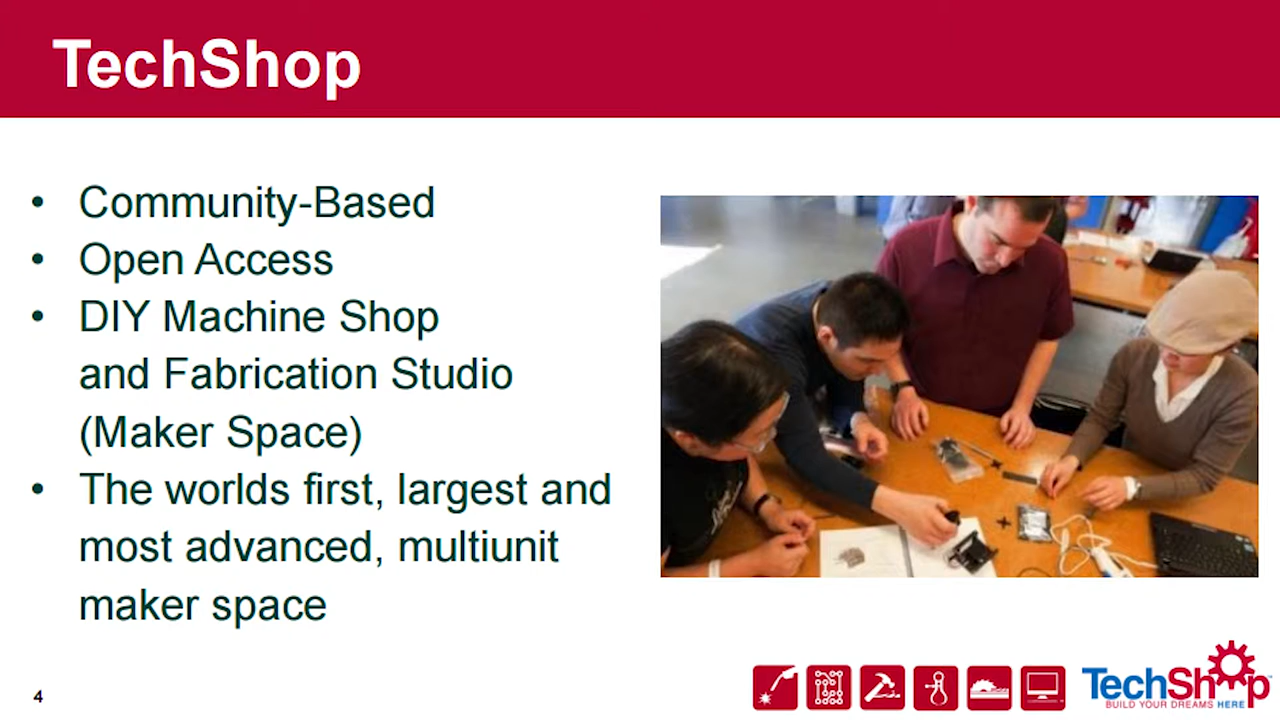 TechShop
• Community-Based
• Open Access
• DIY Machine Shop
and Fabrication Studio
(Maker Space)
• The worlds first, largest and
most advanced, multiunit
maker space
4
TechShop
BUILD YOUR DREAMS HERE